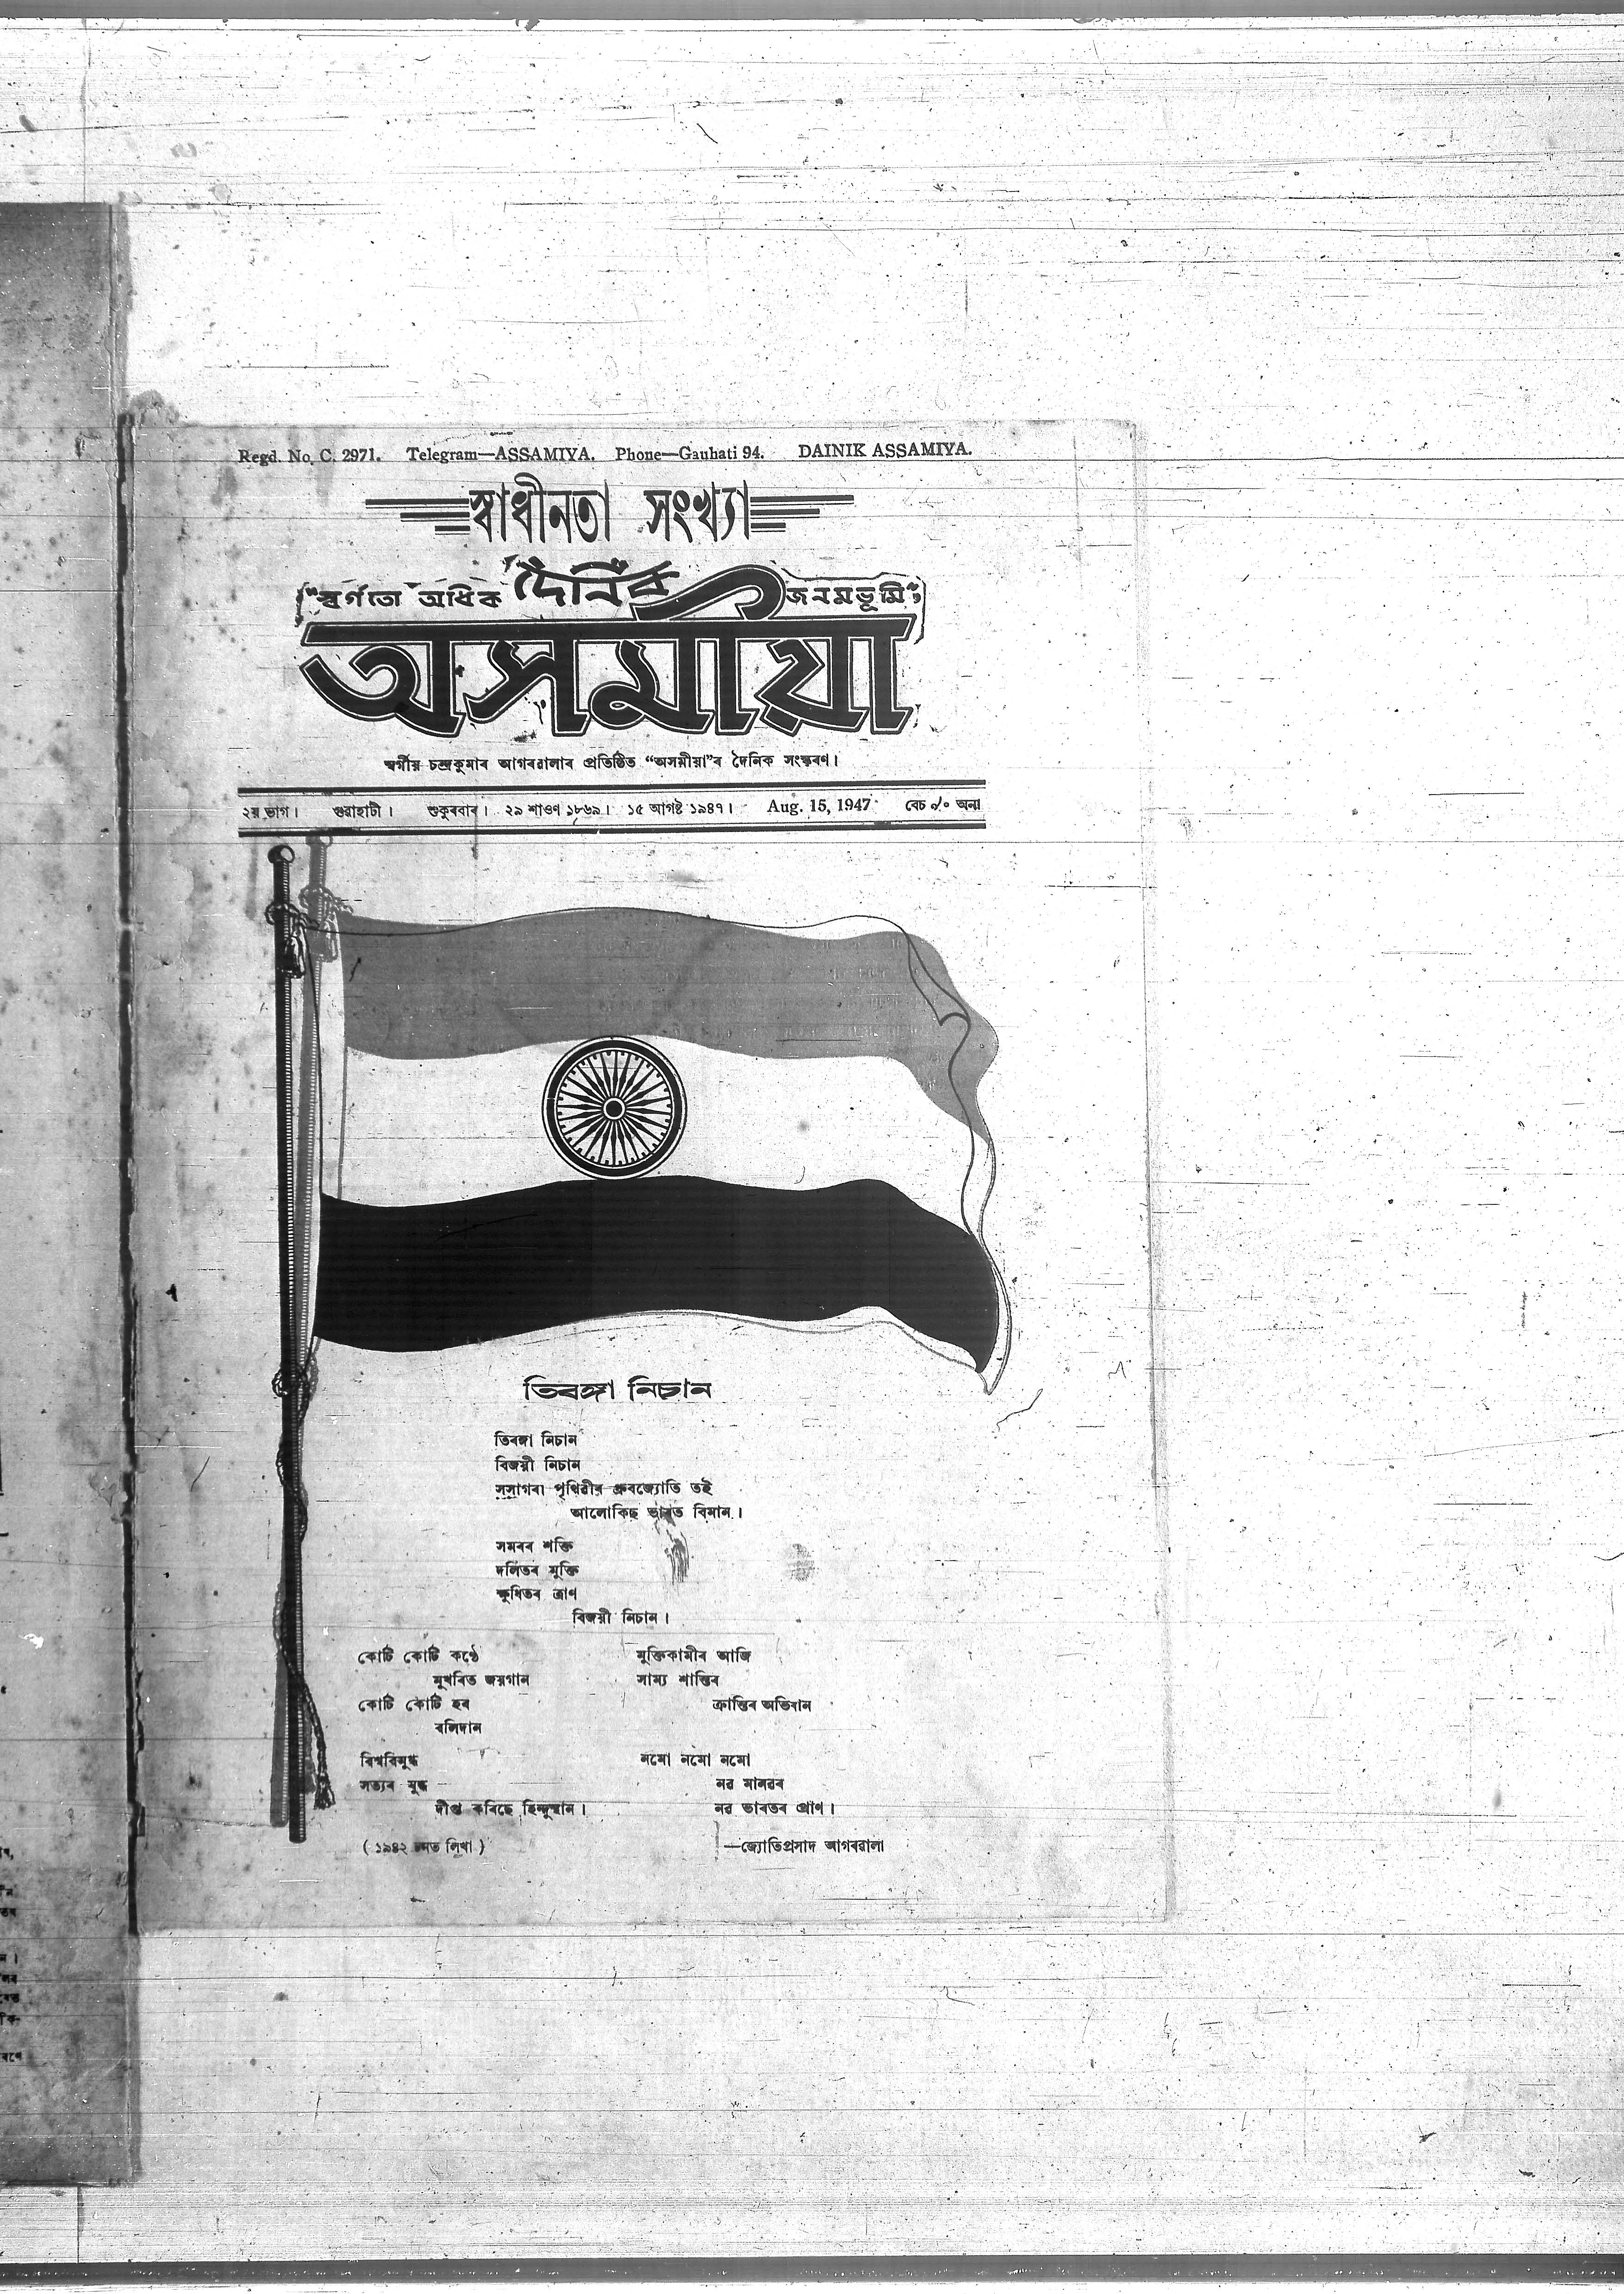 Regd. No. C. 2971. Telegram—ASSAMIYA. Phone—Gauhati 94. DAINIK ASSAMIYA.
স্বাধীনতা সংখ্যা
"স্বৰ্গতো অধিক দৈনিক জনমভূমি"
অসমীয়া
স্বৰ্গীয় চন্দ্ৰকুমাৰ আগৰৱালাৰ প্ৰতিষ্ঠিত “অসমীয়া”ৰ দৈনিক সংস্কৰণ।
২য় ভাগ। গুৱাহাটী। শুকুৰবাৰ। ২৯ শাওণ ১৮৬৯। ১৫ আগষ্ট ১৯৪৭। Aug. 15, 1947 বেচ ৵০ অনা
তিৰঙ্গা নিচান
তিৰঙ্গা নিচান
বিজয়ী নিচান
সসাগৰা পৃথিৱীৰ ধ্ৰুবজ্যোতি তই
আলোকিছ ভাৰত বিমান।
সমৰৰ শক্তি
দলিতৰ মুক্তি
ক্ষুধিতৰ ত্ৰাণ
বিজয়ী নিচান।
কোটি কোটি কণ্ঠে
মুখৰিত জয়গান
কোটি কোটি হৰ
বলিদান
বিশ্ববিমুগ্ধ
সত্যৰ যুদ্ধ
দীপ্ত কৰিছে হিন্দুস্থান।
(১৯৪২ চনত লিখা)
মুক্তিকামীৰ আজি
সাম্য শান্তিৰ
ক্ৰান্তিৰ অভিযান
নমো নমো নমো
নৱ মানৱৰ
নৱ ভাৰতৰ প্ৰাণ।
—জ্যোতিপ্ৰসাদ আগৰৱালা